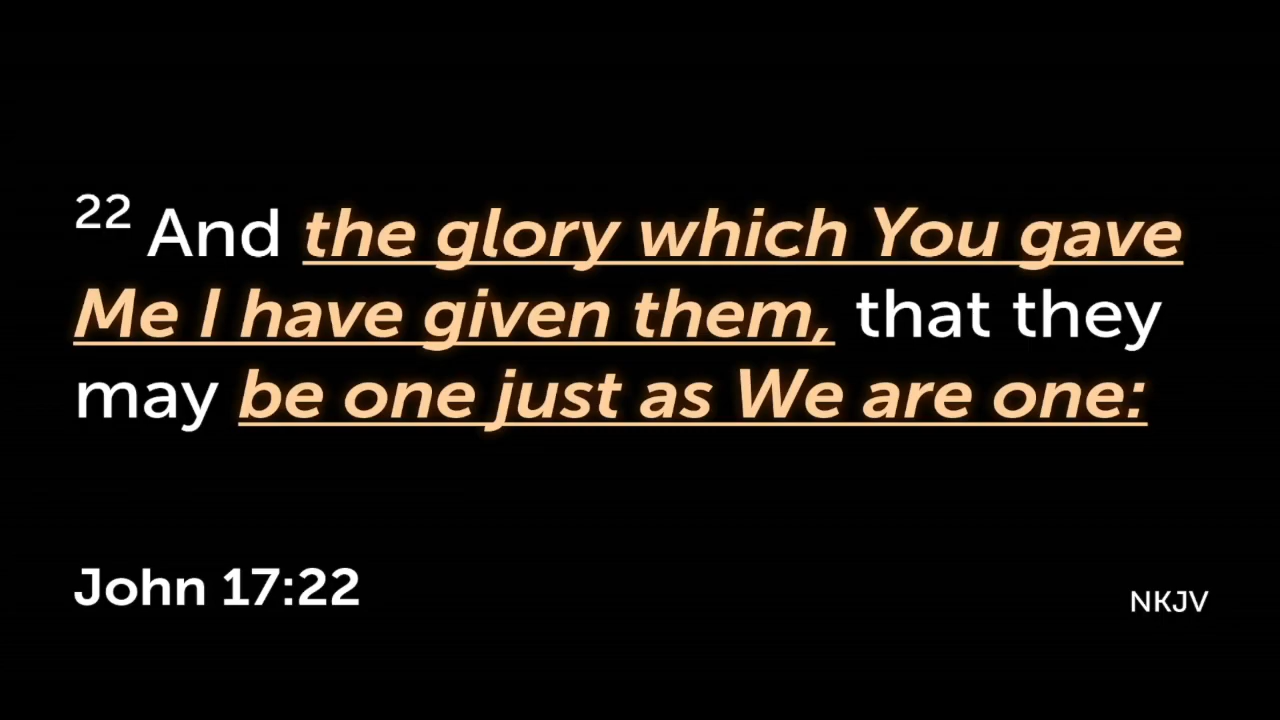 22 And the glory which You gave
Me I have given them, that they
may be one just as We are one:
John 17:22
NKJV